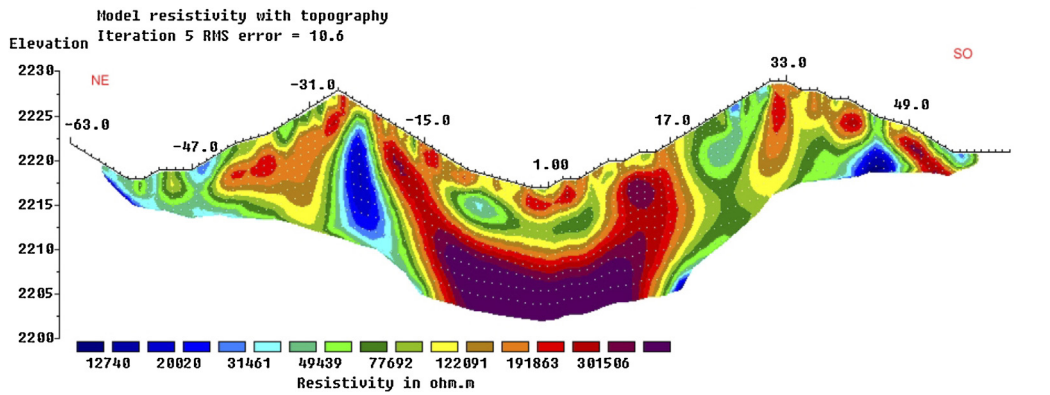 Model resistivity with topography
Iteration 5 RMS error = 10.6
Elevation
2230
2225
2220
2215
2210
2205
2200
NE
SO
-63.0
-47.0
-31.0
-15.0
1.00
17.0
33.0
49.0
12740 20020 31461 49439 77692 122091 191863 301506
Resistivity in ohm.m